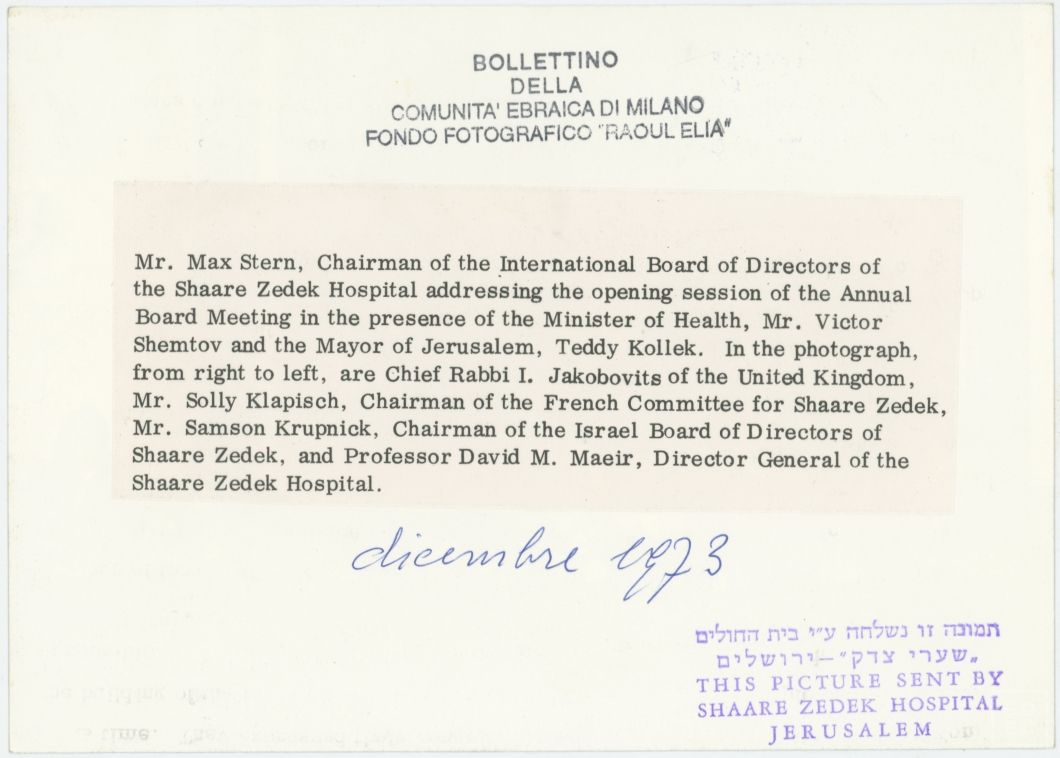 BOLLETTINO
DELLA
COMUNITA' EBRAICA DI MILANO
FONDO FOTOGRAFICO "RAOUL ELIA"
Mr. Max Stern, Chairman of the International Board of Directors of
the Shaare Zedek Hospital addressing the opening session of the Annual
Board Meeting in the presence of the Minister of Health, Mr. Victor
Shemtov and the Mayor of Jerusalem, Teddy Kollek. In the photograph,
from right to left, are Chief Rabbi I. Jakobovits of the United Kingdom,
Mr. Solly Klapisch, Chairman of the French Committee for Shaare Zedek,
Mr. Samson Krupnick, Chairman of the Israel Board of Directors of
Shaare Zedek, and Professor David M. Maeir, Director General of the
Shaare Zedek Hospital.
dicembre 1973
תמונה זו נשלחה ע״י בית החולים
„שערי צדק"–ירושלים
THIS PICTURE SENT BY
SHAARE ZEDEK HOSPITAL
JERUSALEM